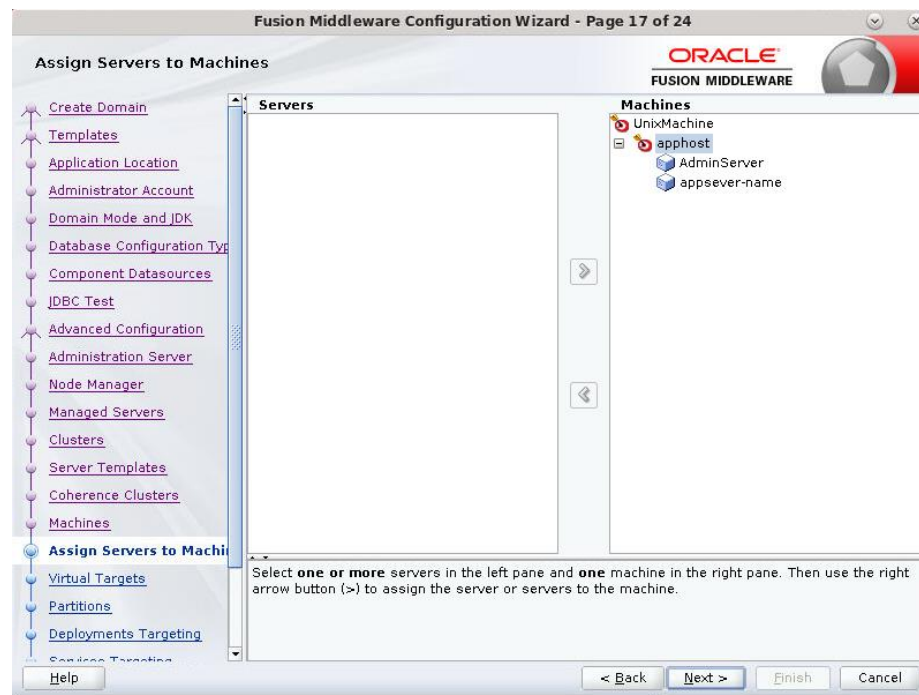 Fusion Middleware Configuration Wizard - Page 17 of 24
Assign Servers to Machines
ORACLE
FUSION MIDDLEWARE
Create Domain
Templates
Application Location
Administrator Account
Domain Mode and JDK
Database Configuration Typ
Component Datasources
JDBC Test
Advanced Configuration
Administration Server
Node Manager
Managed Servers
Clusters
Server Templates
Coherence Clusters
Machines
Assign Servers to Machi
Virtual Targets
Partitions
Deployments Targeting
Services Targeting
Servers
Machines
UnixMachine
apphost
AdminServer
appsever-name
Select one or more servers in the left pane and one machine in the right pane. Then use the right
arrow button (>) to assign the server or servers to the machine.
Help
< Back
Next >
Finish
Cancel